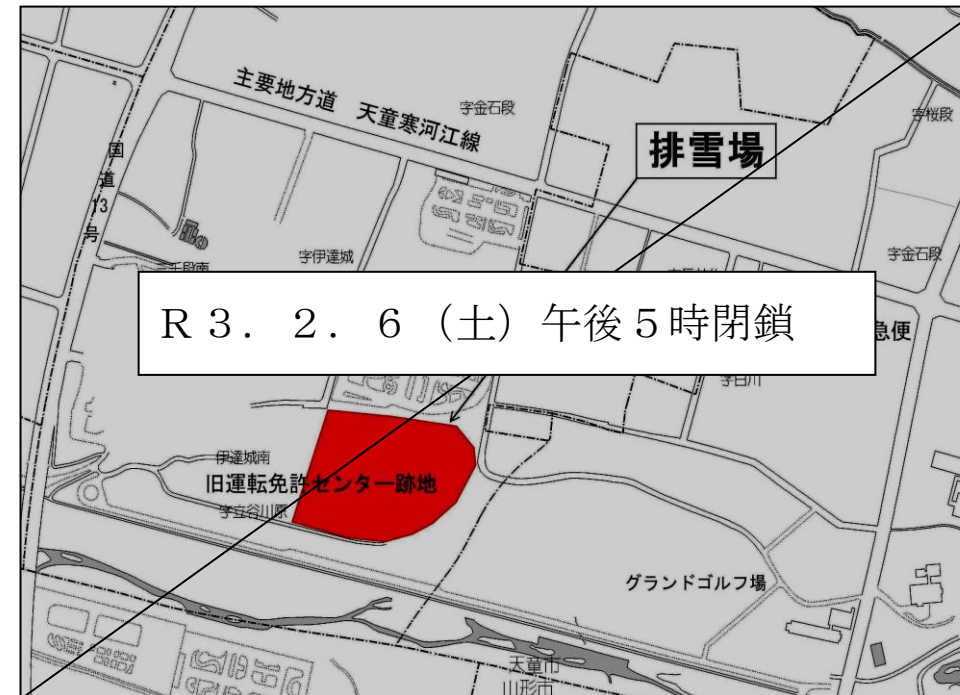 主要地方道 天童寒河江線
字金石段
字桜段
排雪場
国道13号
字伊達城
字金石段
R3.2.6(土)午後5時閉鎖
急便
字白川
伊達城南
旧運転免許センター跡地
字立谷川原
グランドゴルフ場
天童市
山形市